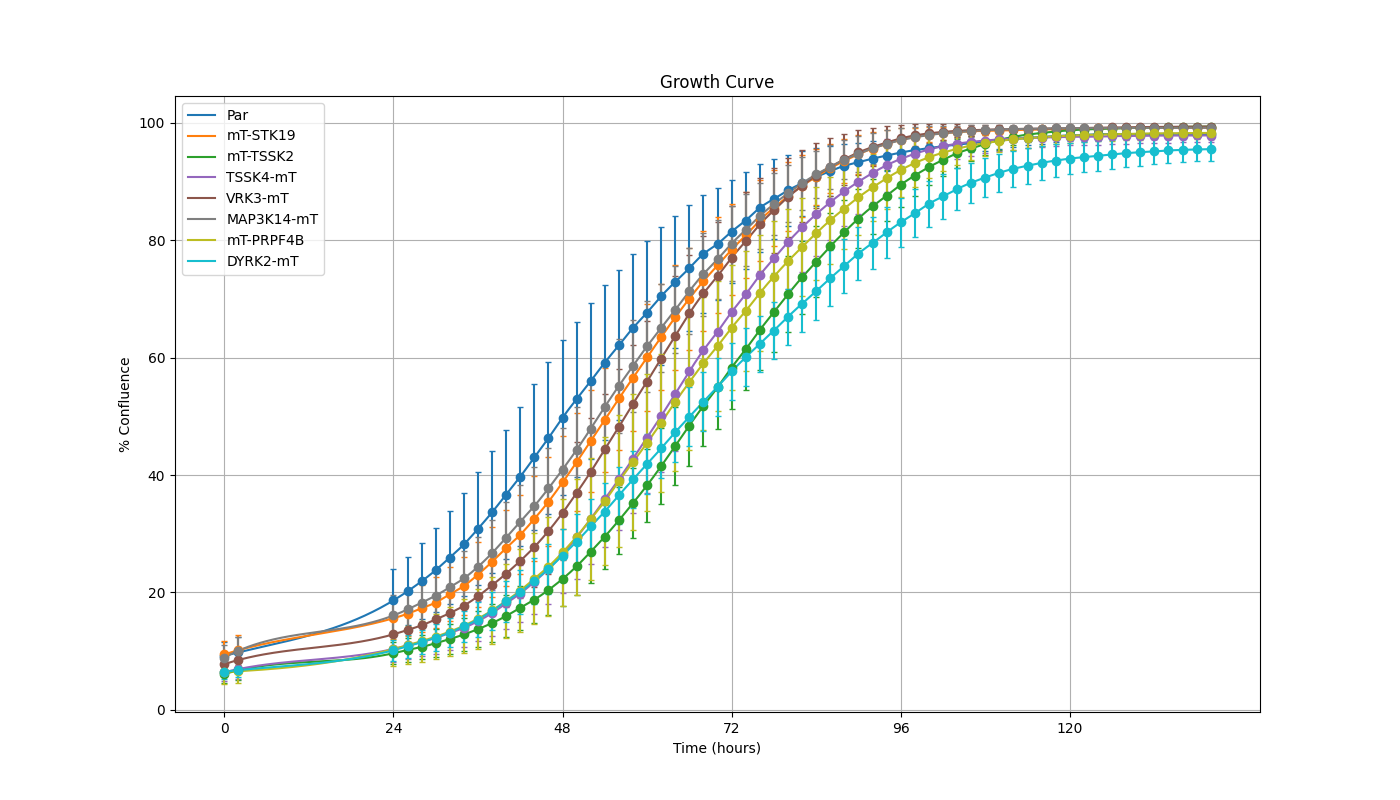 Growth Curve
Par
mT-STK19
mT-TSSK2
TSSK4-mT
VRK3-mT
MAP3K14-mT
mT-PRPF4B
DYRK2-mT
100
80
60
40
20
0
% Confluence
0 24 48 72 96 120
Time (hours)